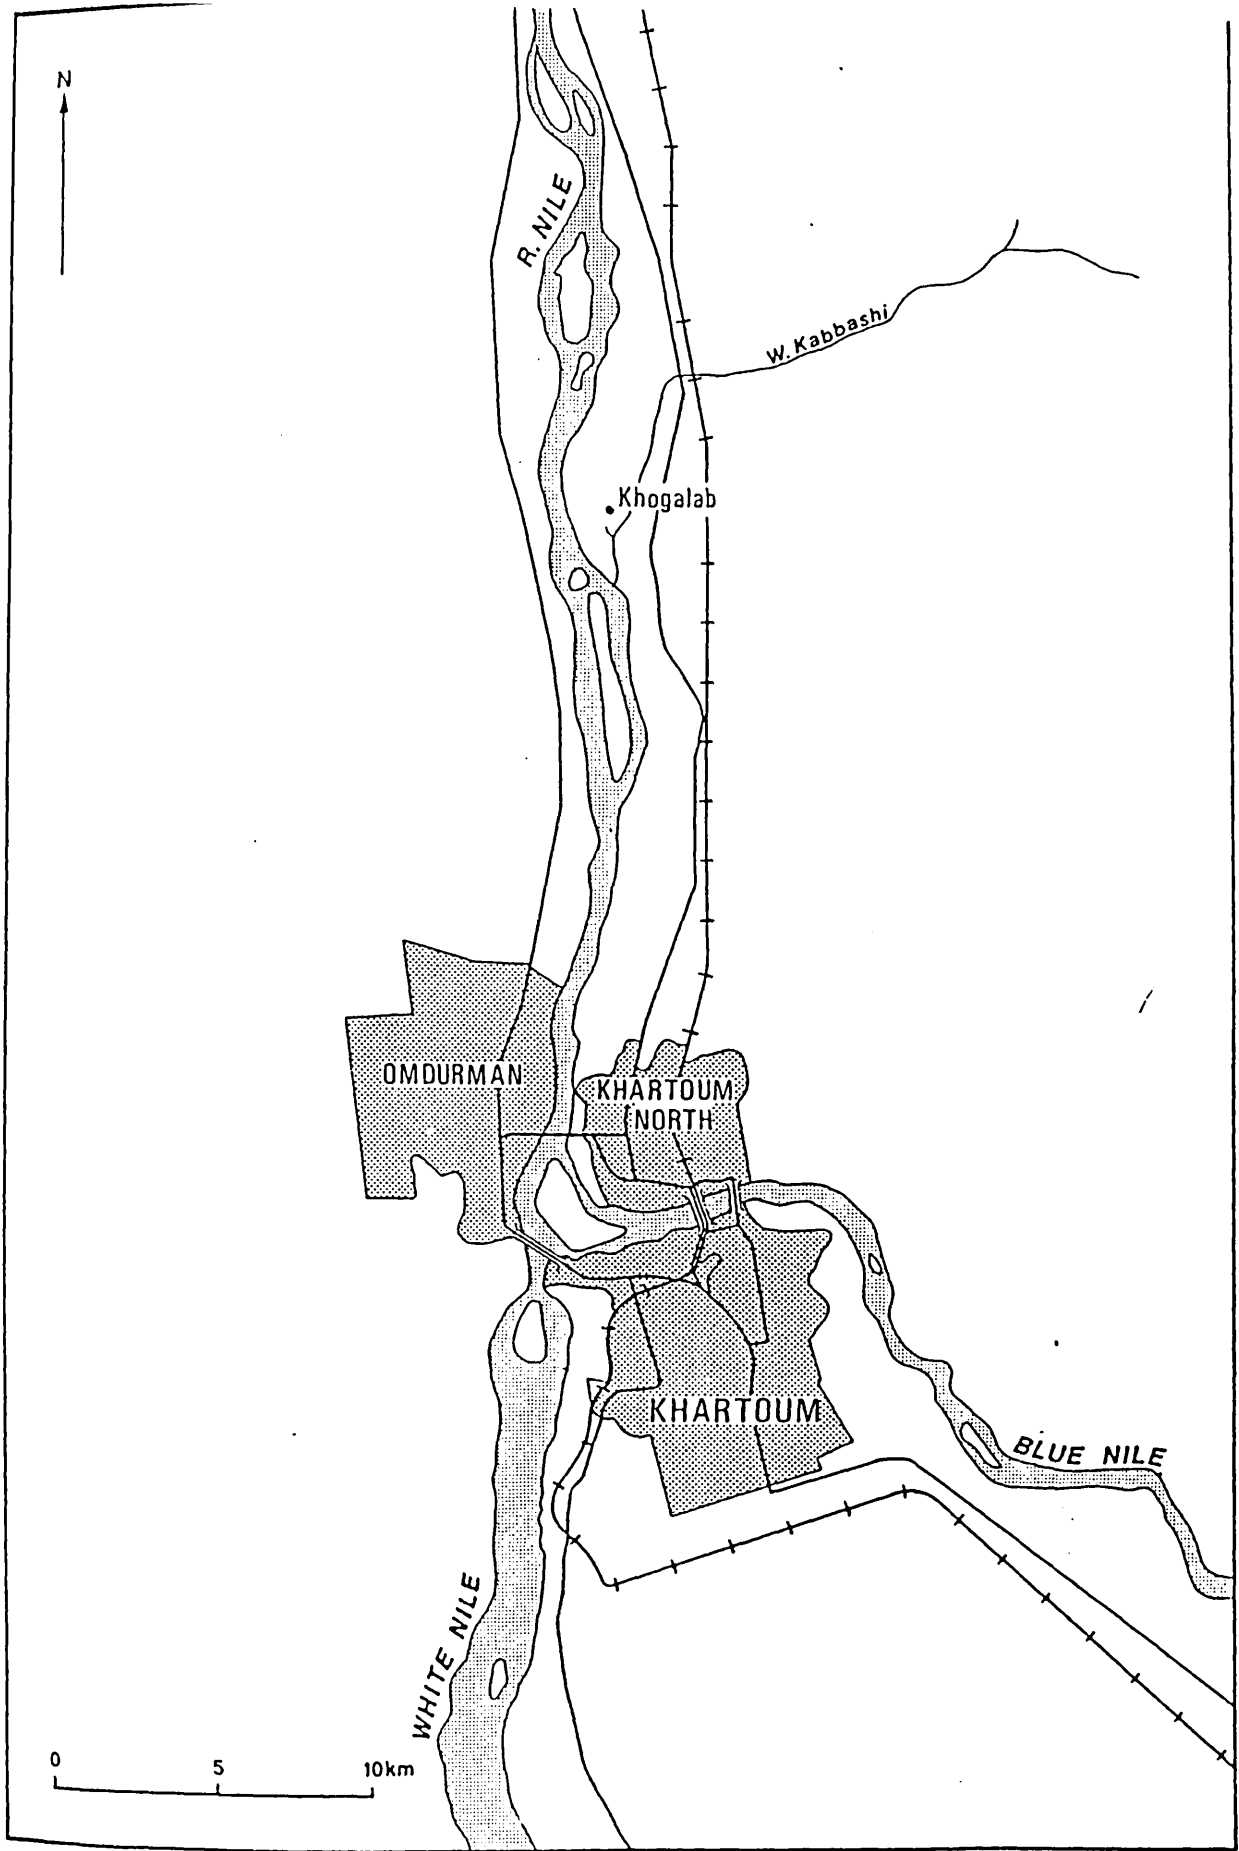 N
R. NILE
W. Kabbashi
Khogalab
OMDURMAN
KHARTOUM
NORTH
KHARTOUM
BLUE NILE
WHITE NILE
0 5 10km